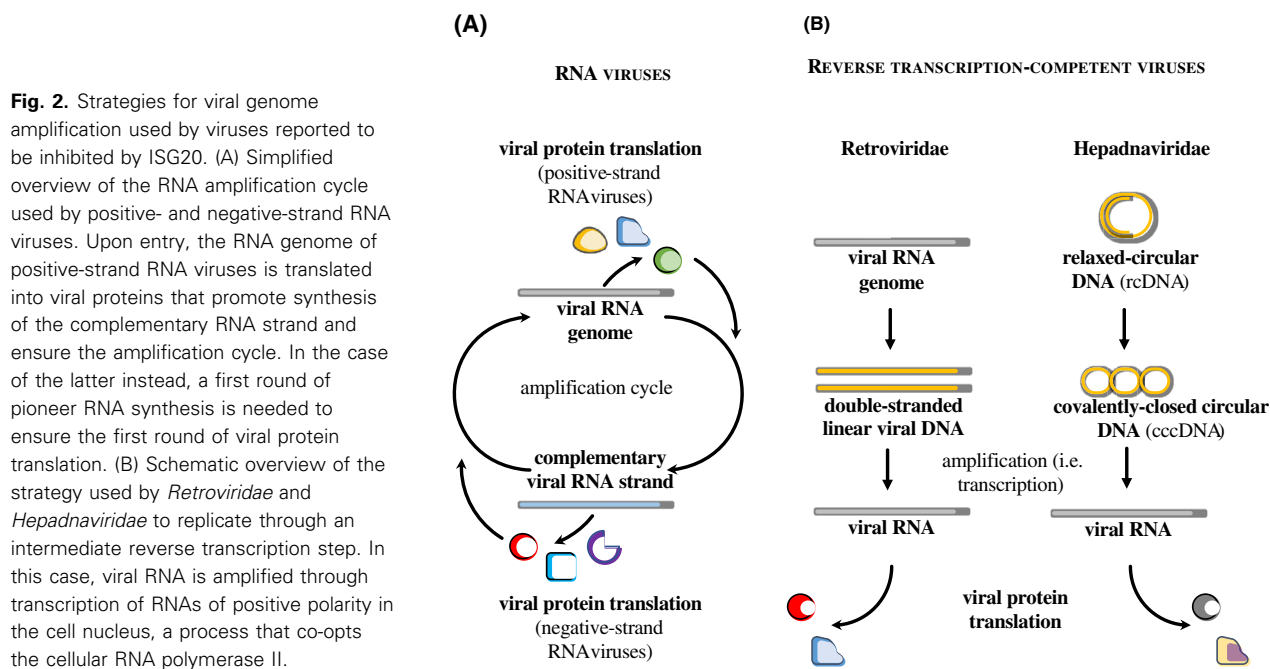 Fig. 2. Strategies for viral genome
amplification used by viruses reported to
be inhibited by ISG20. (A) Simplified
overview of the RNA amplification cycle
used by positive- and negative-strand RNA
viruses. Upon entry, the RNA genome of
positive-strand RNA viruses is translated
into viral proteins that promote synthesis
of the complementary RNA strand and
ensure the amplification cycle. In the case
of the latter instead, a first round of
pioneer RNA synthesis is needed to
ensure the first round of viral protein
translation. (B) Schematic overview of the
strategy used by Retroviridae and
Hepadnaviridae to replicate through an
intermediate reverse transcription step. In
this case, viral RNA is amplified through
transcription of RNAs of positive polarity in
the cell nucleus, a process that co-opts
the cellular RNA polymerase II.
(A)
RNA VIRUSES
viral protein translation
(positive-strand
RNAviruses)
viral RNA
genome
amplification cycle
complementary
viral RNA strand
viral protein translation
(negative-strand
RNAviruses)
(B)
REVERSE TRANSCRIPTION-COMPETENT VIRUSES
Retroviridae
viral RNA
genome
double-stranded
linear viral DNA
viral RNA
Hepadnaviridae
relaxed-circular
DNA (rcDNA)
covalently-closed circular
DNA (cccDNA)
amplification (i.e.
transcription)
viral RNA
viral protein
translation